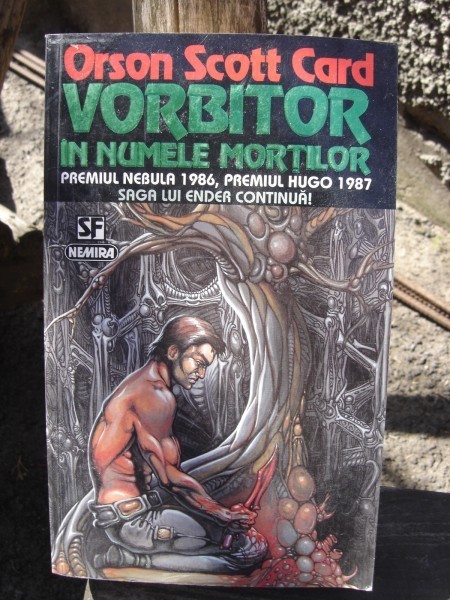 Orson Scott Card
VORBITOR
ÎN NUMELE MORȚILOR
PREMIUL NEBULA 1986, PREMIUL HUGO 1987
SAGA LUI ENDER CONTINUĂ!
SF
NEMIRA